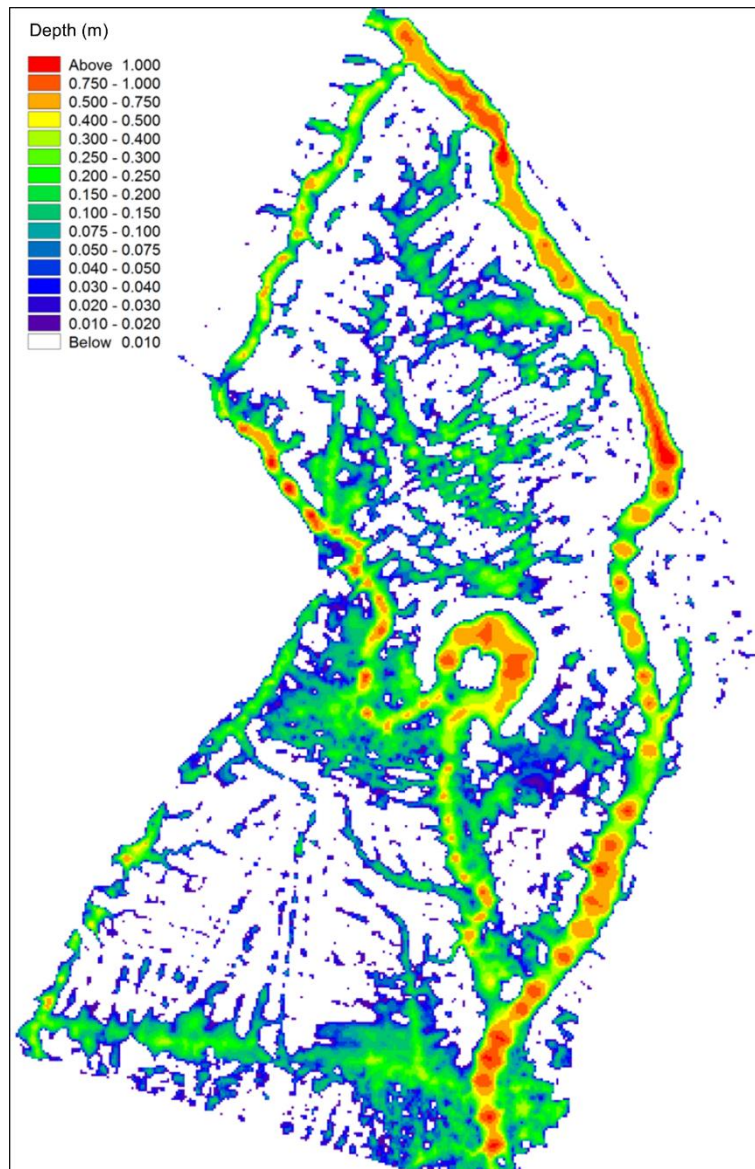 Depth (m)
Above 1.000
0.750 - 1.000
0.500 - 0.750
0.400 - 0.500
0.300 - 0.400
0.250 - 0.300
0.200 - 0.250
0.150 - 0.200
0.100 - 0.150
0.075 - 0.100
0.050 - 0.075
0.040 - 0.050
0.030 - 0.040
0.020 - 0.030
0.010 - 0.020
Below 0.010